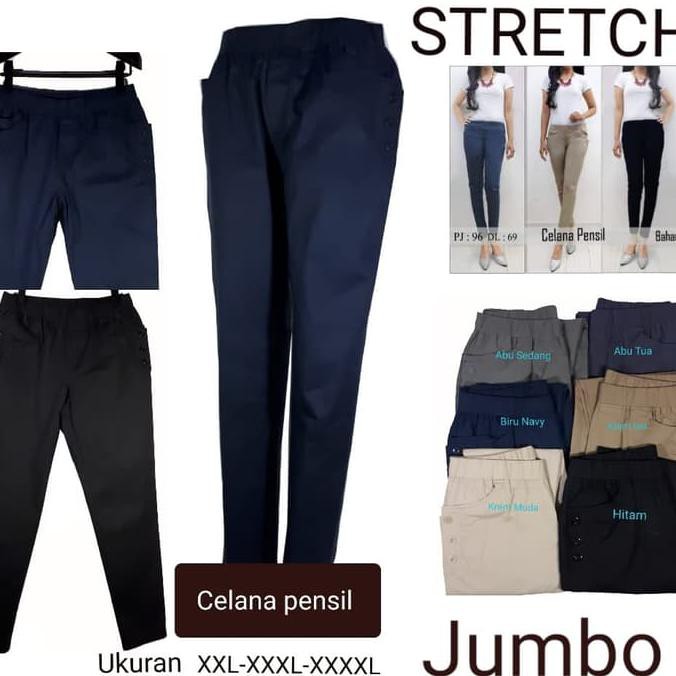 STRETCH
PJ : 96 DL : 69
Celana Pensil
Abu Sedang
Abu Tua
Biru Navy
Krem Muda
Hitam
Celana pensil
Ukuran XXL-XXXL-XXXXL
Jumbo